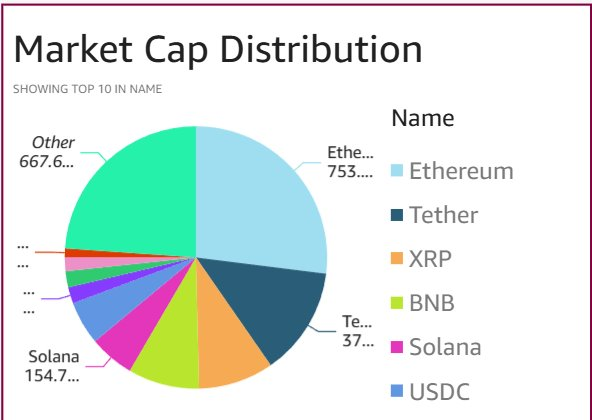 Market Cap Distribution
SHOWING TOP 10 IN NAME
Name
Other
667.6...
Ethe...
753....
Ethereum
Tether
XRP
BNB
Solana
USDC
...
...
...
...
Te...
37...
Solana
154.7...